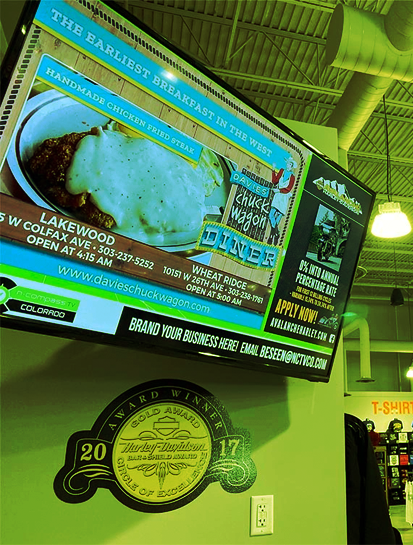 THE EARLIEST BREAKFAST IN THE WEST
HANDMADE CHICKEN FRIED STEAK
DAVIES
chuck
wagon
DINER
LAKEWOOD
5 W COLFAX AVE • 303-237-5252
OPEN AT 4:15 AM
WHEAT RIDGE
10151 W 26TH AVE • 303-238-1761
OPEN AT 5:00 AM
www.davieschuckwagon.com
COLORADO
BRAND YOUR BUSINESS HERE! EMAIL BESEEN@NCTVCO.COM
0% INTO ANNUAL
PERCENTAGE RATE
APPLY NOW!
AVALANCHEHARLEY.COM
AWARD WINNER
GOLD AWARD
20
Harley-Davidson
17
BAR & SHIELD AWARD
CIRCLE OF EXCELLENCE
T-SHIRT